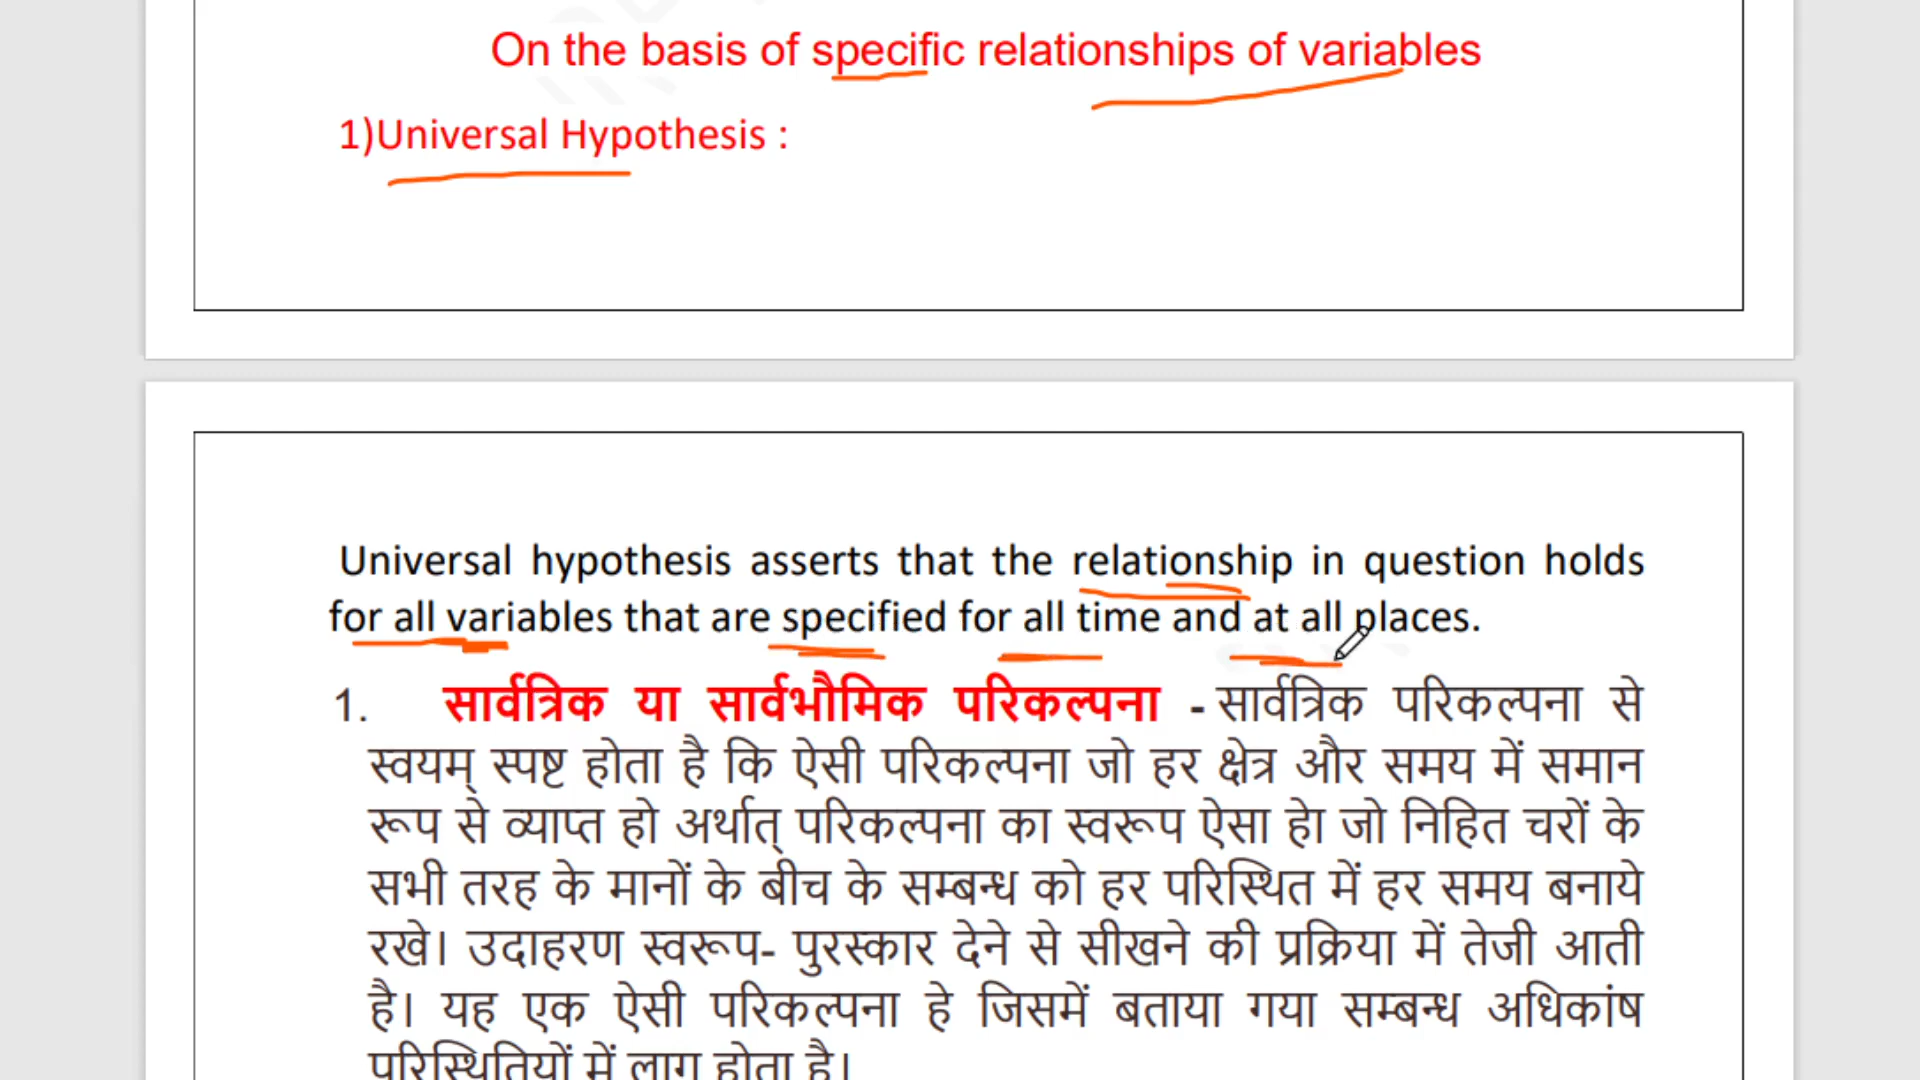 On the basis of specific relationships of variables
1)Universal Hypothesis :
Universal hypothesis asserts that the relationship in question holds
for all variables that are specified for all time and at all places.
1. सार्वत्रिक या सार्वभौमिक परिकल्पना - सार्वत्रिक परिकल्पना से
स्वयम् स्पष्ट होता है कि ऐसी परिकल्पना जो हर क्षेत्र और समय में समान
रूप से व्याप्त हो अर्थात् परिकल्पना का स्वरूप ऐसा हेा जो निहित चरों के
सभी तरह के मानों के बीच के सम्बन्ध को हर परिस्थित में हर समय बनाये
रखे। उदाहरण स्वरूप- पुरस्कार देने से सीखने की प्रक्रिया में तेजी आती
है। यह एक ऐसी परिकल्पना हे जिसमें बताया गया सम्बन्ध अधिकांष
परिस्थितियों में लागू होता है।